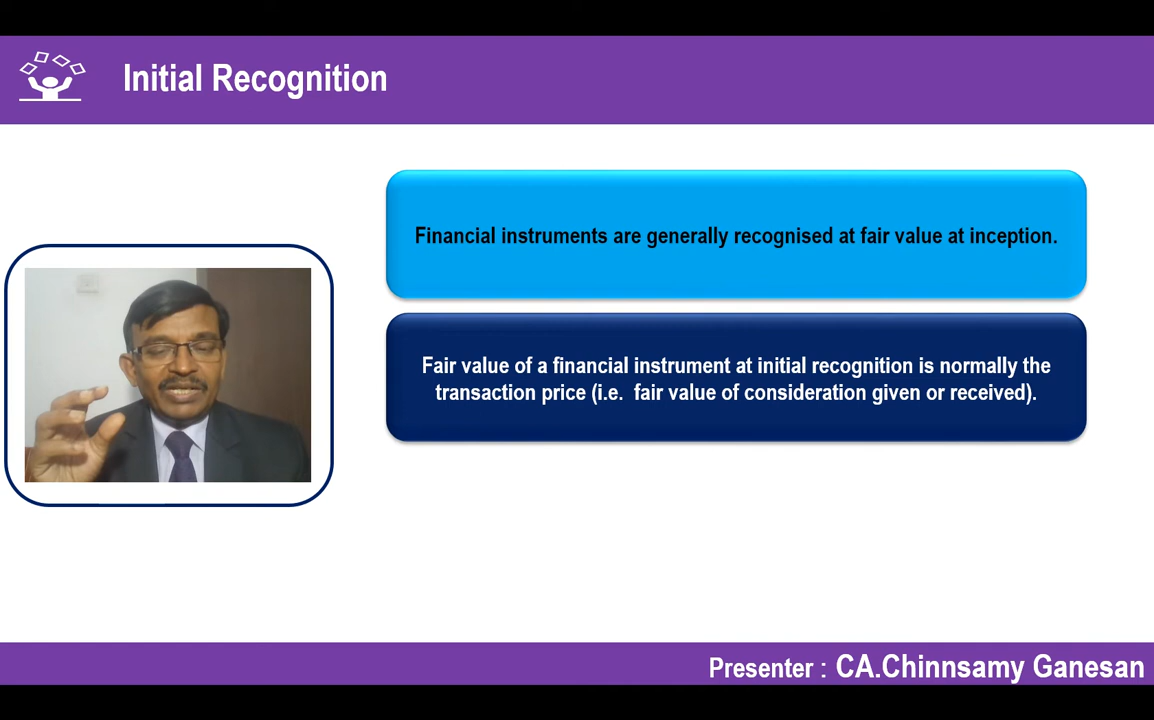 Initial Recognition
Financial instruments are generally recognised at fair value at inception.
Fair value of a financial instrument at initial recognition is normally the
transaction price (i.e. fair value of consideration given or received).
Presenter : CA.Chinnsamy Ganesan